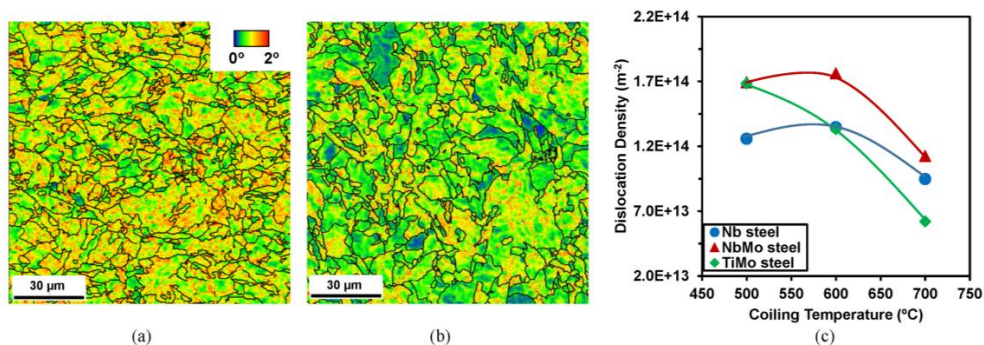 0º 2º
30 µm
(a)
30 µm
(b)
Dislocation Density (m-2)
2.2E+14
1.7E+14
1.2E+14
7.0E+13
2.0E+13
Nb steel
NbMo steel
TiMo steel
450 500 550 600 650 700 750
Coiling Temperature (ºC)
(c)